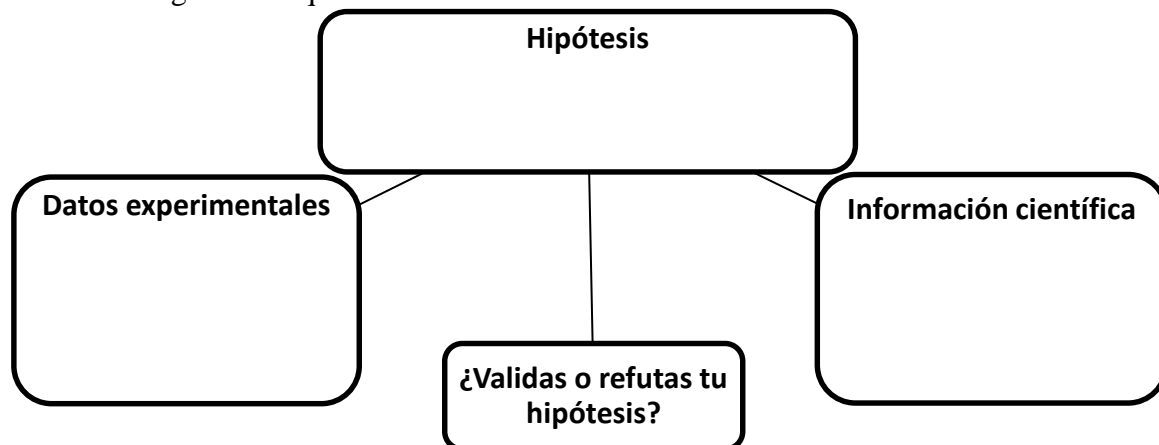 Hipótesis
Datos experimentales
Información científica
¿Validas o refutas tu
hipótesis?